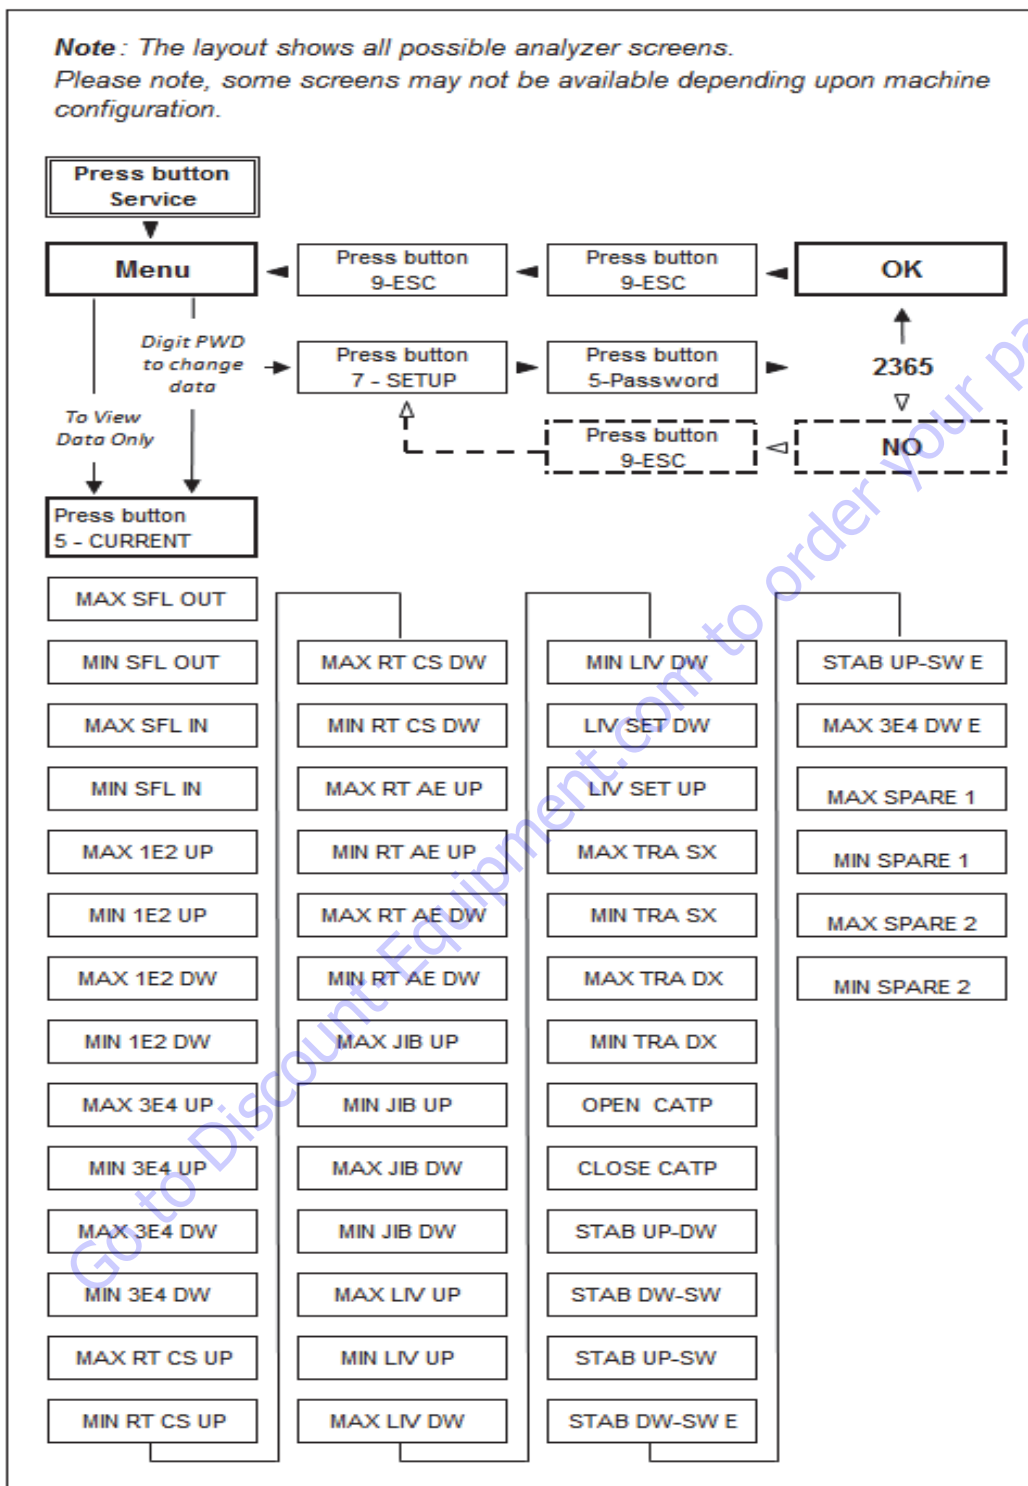 Note: The layout shows all possible analyzer screens.
Please note, some screens may not be available depending upon machine
configuration.
Press button
Service
Menu
Press button
9-ESC
Press button
9-ESC
OK
Digit PWD
to change
data
Press button
7 - SETUP
Press button
5-Password
2365
To View
Data Only
Press button
9-ESC
NO
Press button
5 - CURRENT
MAX SFL OUT
MIN SFL OUT
MAX SFL IN
MIN SFL IN
MAX 1E2 UP
MIN 1E2 UP
MAX 1E2 DW
MIN 1E2 DW
MAX 3E4 UP
MIN 3E4 UP
MAX 3E4 DW
MIN 3E4 DW
MAX RT CS UP
MIN RT CS UP
MAX RT CS DW
MIN RT CS DW
MAX RT AE UP
MIN RT AE UP
MAX RT AE DW
MIN RT AE DW
MAX JIB UP
MIN JIB UP
MAX JIB DW
MIN JIB DW
MAX LIV UP
MIN LIV UP
MAX LIV DW
MIN LIV DW
LIV SET DW
LIV SET UP
MAX TRA SX
MIN TRA SX
MAX TRA DX
MIN TRA DX
OPEN CATP
CLOSE CATP
STAB UP-DW
STAB DW-SW
STAB UP-SW
STAB DW-SW E
STAB UP-SW E
MAX 3E4 DW E
MAX SPARE 1
MIN SPARE 1
MAX SPARE 2
MIN SPARE 2
Go to Discount-Equipment.com to order your pa